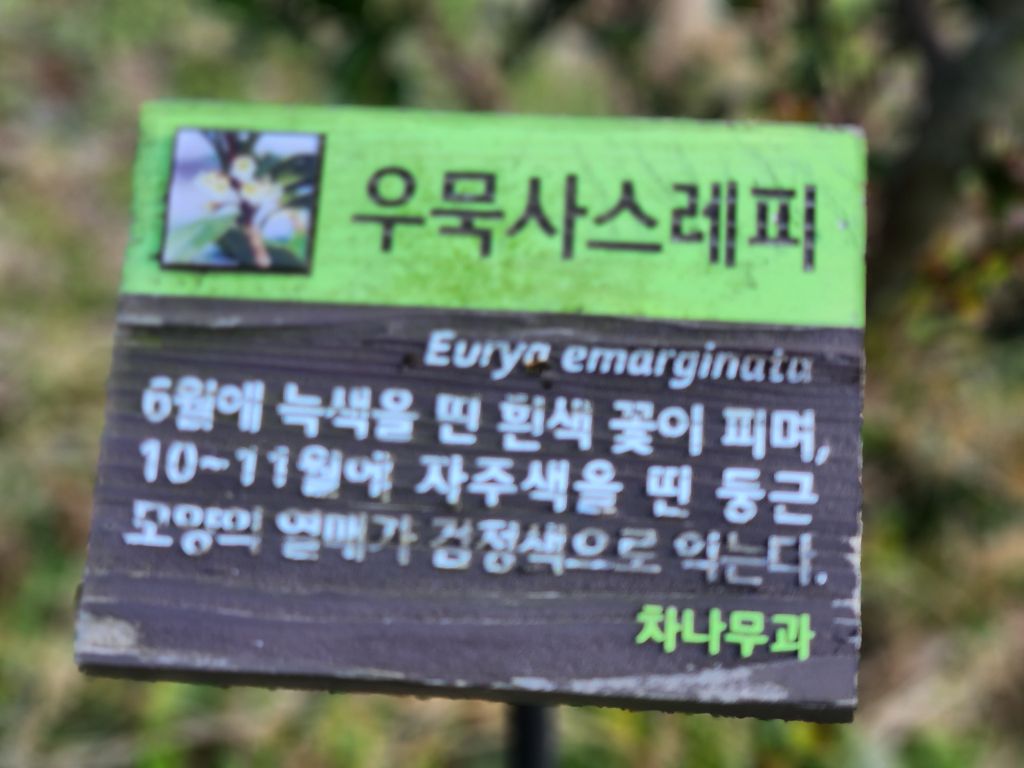 우묵사스레피
Eurya emarginata
6월에 녹색을 띤 흰색 꽃이 피며,
10~11월에 자주색을 띤 둥근
모양의 열매가 검정색으로 익는다.
차나무과